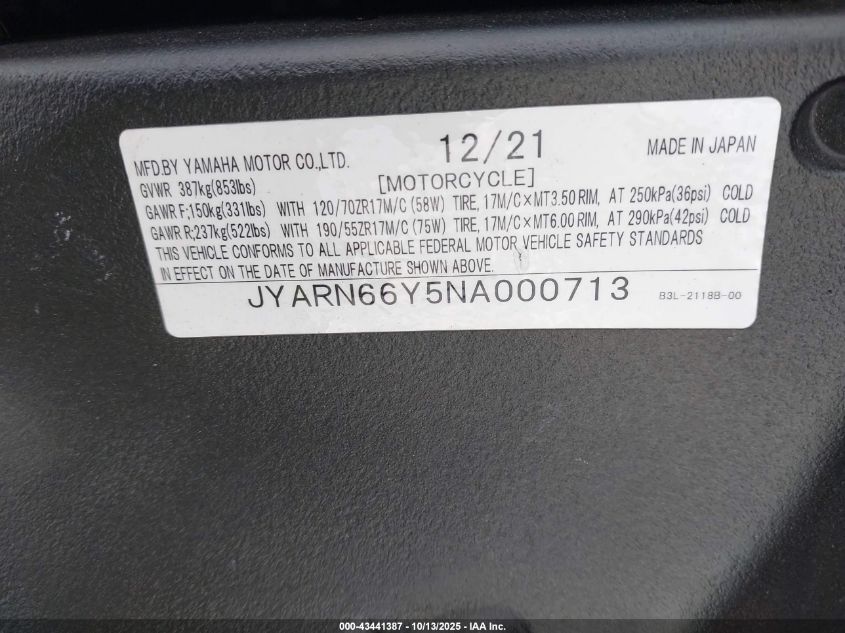 MFD.BY YAMAHA MOTOR CO.,LTD. 12/21 MADE IN JAPAN
GVWR 387kg(853lbs) [MOTORCYCLE]
GAWR F;150kg(331lbs) WITH 120/70ZR17M/C (58W) TIRE, 17M/C×MT3.50 RIM, AT 250kPa(36psi) COLD
GAWR R;237kg(522lbs) WITH 190/55ZR17M/C (75W) TIRE, 17M/C×MT6.00 RIM, AT 290kPa(42psi) COLD
THIS VEHICLE CONFORMS TO ALL APPLICABLE FEDERAL MOTOR VEHICLE SAFETY STANDARDS
IN EFFECT ON THE DATE OF MANUFACTURE SHOWN ABOVE.
JYARN66Y5NA000713 B3L-2118B-00
000-43441387 - 10/13/2025 - IAA Inc.